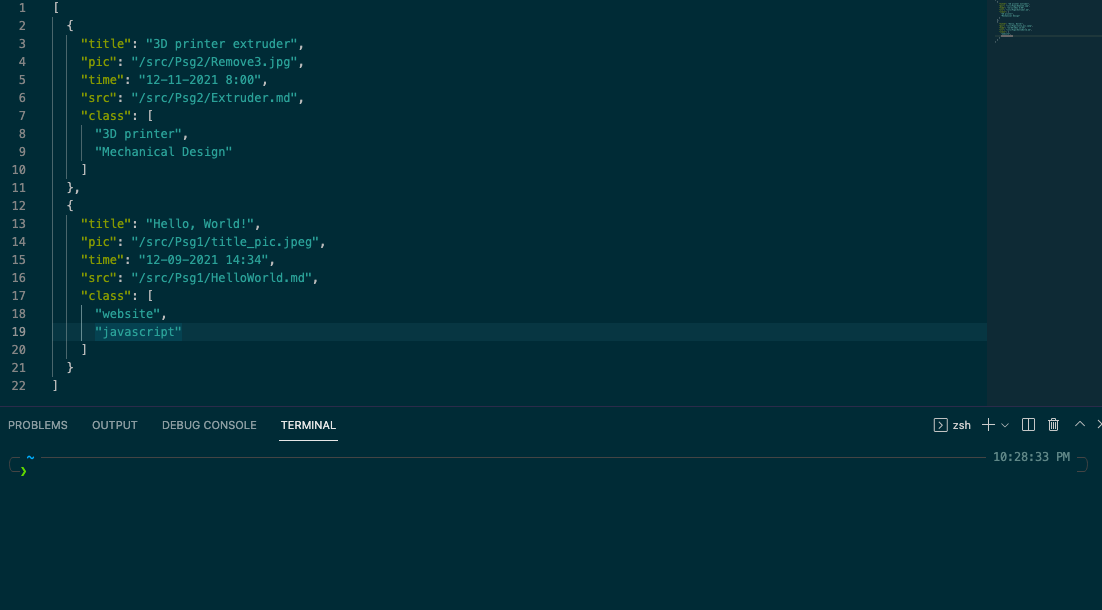 1 [
2 {
3 "title": "3D printer extruder",
4 "pic": "/src/Psg2/Remove3.jpg",
5 "time": "12-11-2021 8:00",
6 "src": "/src/Psg2/Extruder.md",
7 "class": [
8 "3D printer",
9 "Mechanical Design"
10 ]
11 },
12 {
13 "title": "Hello, World!",
14 "pic": "/src/Psg1/title_pic.jpeg",
15 "time": "12-09-2021 14:34",
16 "src": "/src/Psg1/HelloWorld.md",
17 "class": [
18 "website",
19 "javascript"
20 ]
21 }
22 ]
PROBLEMS OUTPUT DEBUG CONSOLE TERMINAL zsh
~ 10:28:33 PM
❯